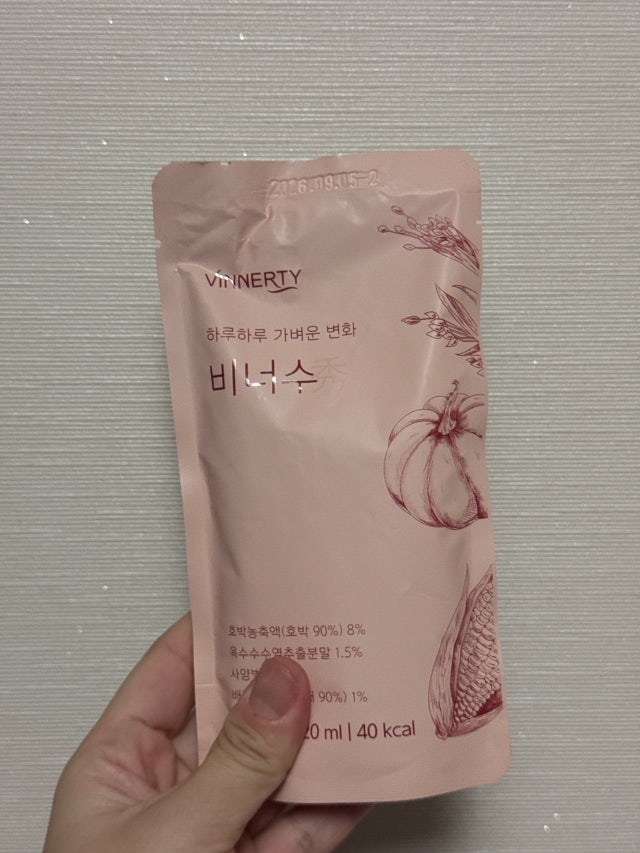 2026.09.05-2
VINNERTY
하루하루 가벼운 변화
비너수秀
호박농축액(호박 90%) 8%
옥수수수염추출분말 1.5%
90%) 1%
ml | 40 kcal